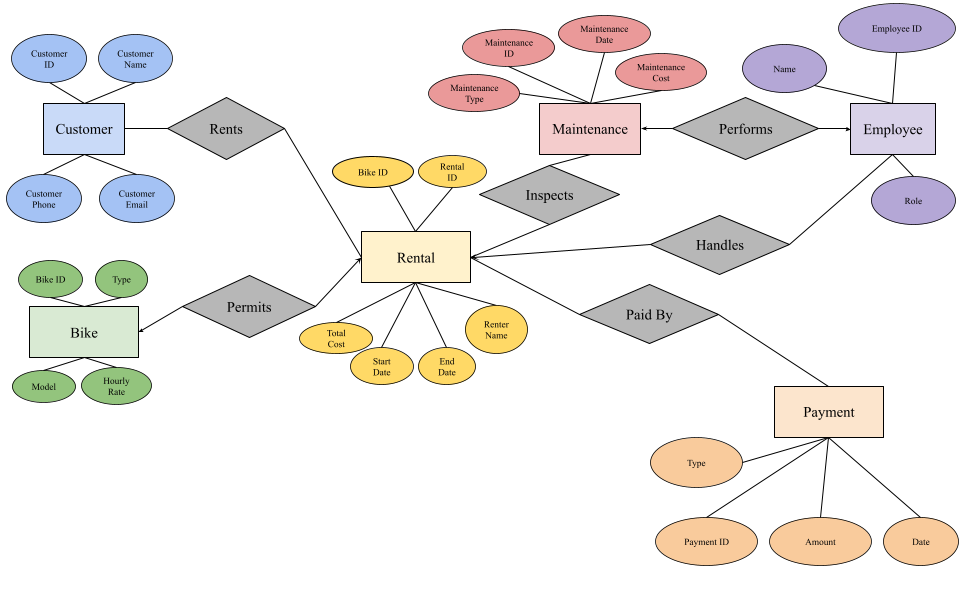 Customer
ID
Customer
Name
Customer
Customer
Phone
Customer
Email
Rents
Maintenance
ID
Maintenance
Date
Maintenance
Cost
Maintenance
Type
Maintenance
Performs
Employee ID
Name
Employee
Role
Inspects
Handles
Bike ID
Rental
ID
Rental
Total
Cost
Start
Date
End
Date
Renter
Name
Bike ID
Type
Bike
Model
Hourly
Rate
Permits
Paid By
Payment
Type
Payment ID
Amount
Date